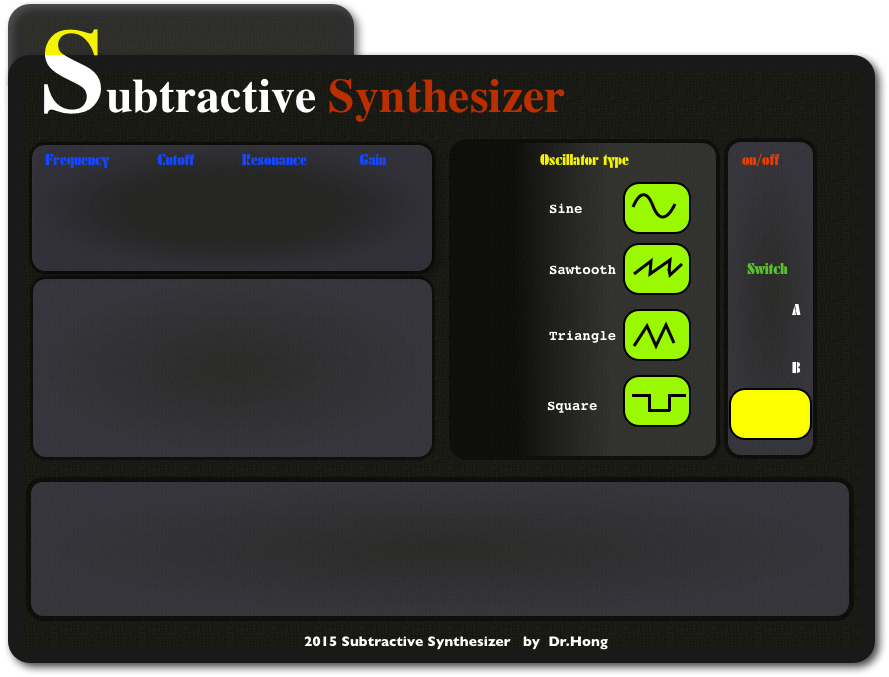 Subtractive Synthesizer
Frequency Cutoff Resonance Gain
Oscillator type
on/off
Sine
Sawtooth
Switch
A
Triangle
B
Square
2015 Subtractive Synthesizer by Dr.Hong